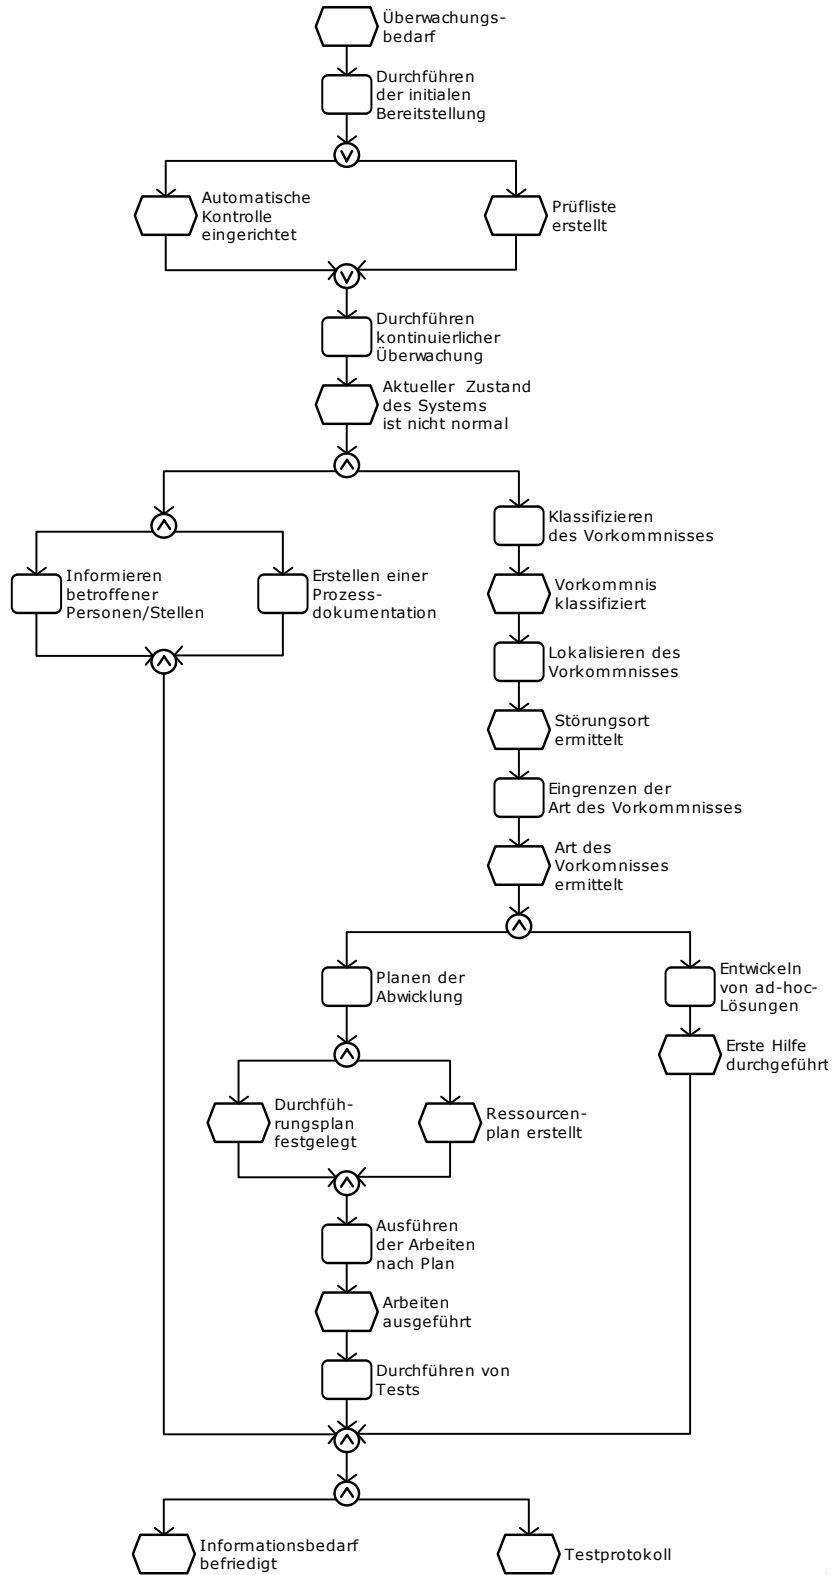 Überwachungs-
bedarf
Durchführen
der initialen
Bereitstellung
Automatische
Kontrolle
eingerichtet
Prüfliste
erstellt
Durchführen
kontinuierlicher
Überwachung
Aktueller Zustand
des Systems
ist nicht normal
Klassifizieren
des Vorkommnisses
Informieren
betroffener
Personen/Stellen
Erstellen einer
Prozess-
dokumentation
Vorkommnis
klassifiziert
Lokalisieren des
Vorkommnisses
Störungsort
ermittelt
Eingrenzen der
Art des Vorkommnisses
Art des
Vorkomnisses
ermittelt
Planen der
Abwicklung
Entwickeln
von ad-hoc-
Lösungen
Erste Hilfe
durchgeführt
Durchfüh-
rungsplan
festgelegt
Ressourcen-
plan erstellt
Ausführen
der Arbeiten
nach Plan
Arbeiten
ausgeführt
Durchführen von
Tests
Informationsbedarf
befriedigt
Testprotokoll